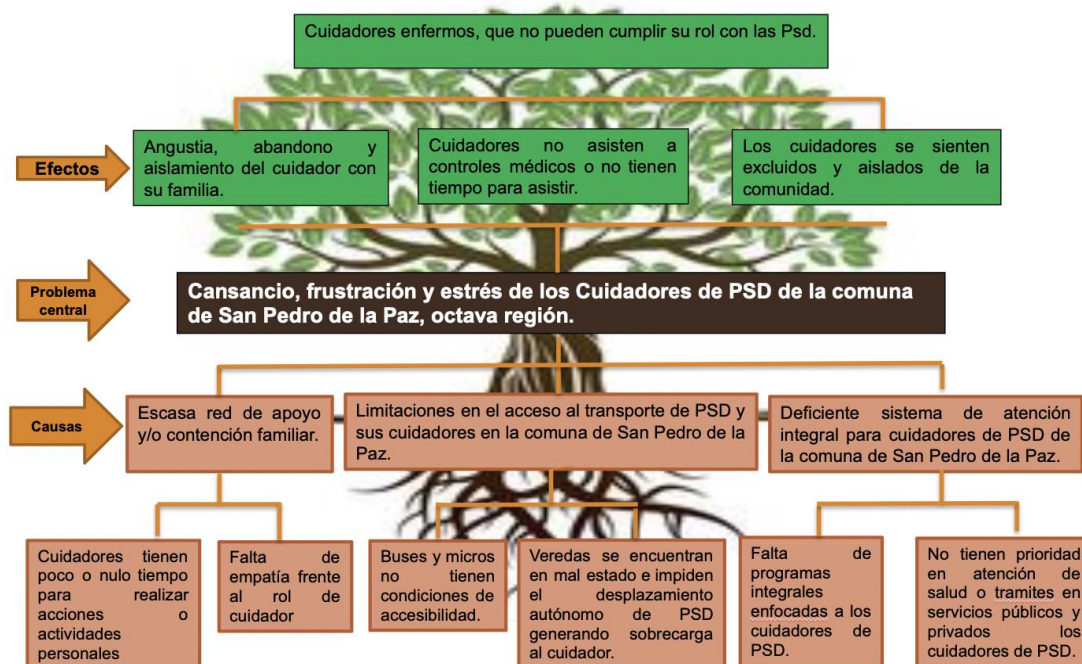 Cuidadores enfermos, que no pueden cumplir su rol con las Psd.
Efectos
Angustia, abandono y
aislamiento del cuidador con
su familia.
Cuidadores no asisten a
controles médicos o no tienen
tiempo para asistir.
Los cuidadores se sienten
excluidos y aislados de la
comunidad.
Problema
central
Cansancio, frustración y estrés de los Cuidadores de PSD de la comuna
de San Pedro de la Paz, octava región.
Causas
Escasa red de apoyo
y/o contención familiar.
Limitaciones en el acceso al transporte de PSD y
sus cuidadores en la comuna de San Pedro de la
Paz.
Deficiente sistema de atención
integral para cuidadores de PSD de
la comuna de San Pedro de la Paz.
Cuidadores tienen
poco o nulo tiempo
para realizar
acciones o
actividades
personales
Falta de
empatía frente
al rol de
cuidador
Buses y micros
no tienen
condiciones de
accesibilidad.
Veredas se encuentran
en mal estado e impiden
el desplazamiento
autónomo de PSD
generando sobrecarga
al cuidador.
Falta de
programas
integrales
enfocadas a los
cuidadores de
PSD.
No tienen prioridad
en atención de
salud o tramites en
servicios públicos y
privados los
cuidadores de PSD.